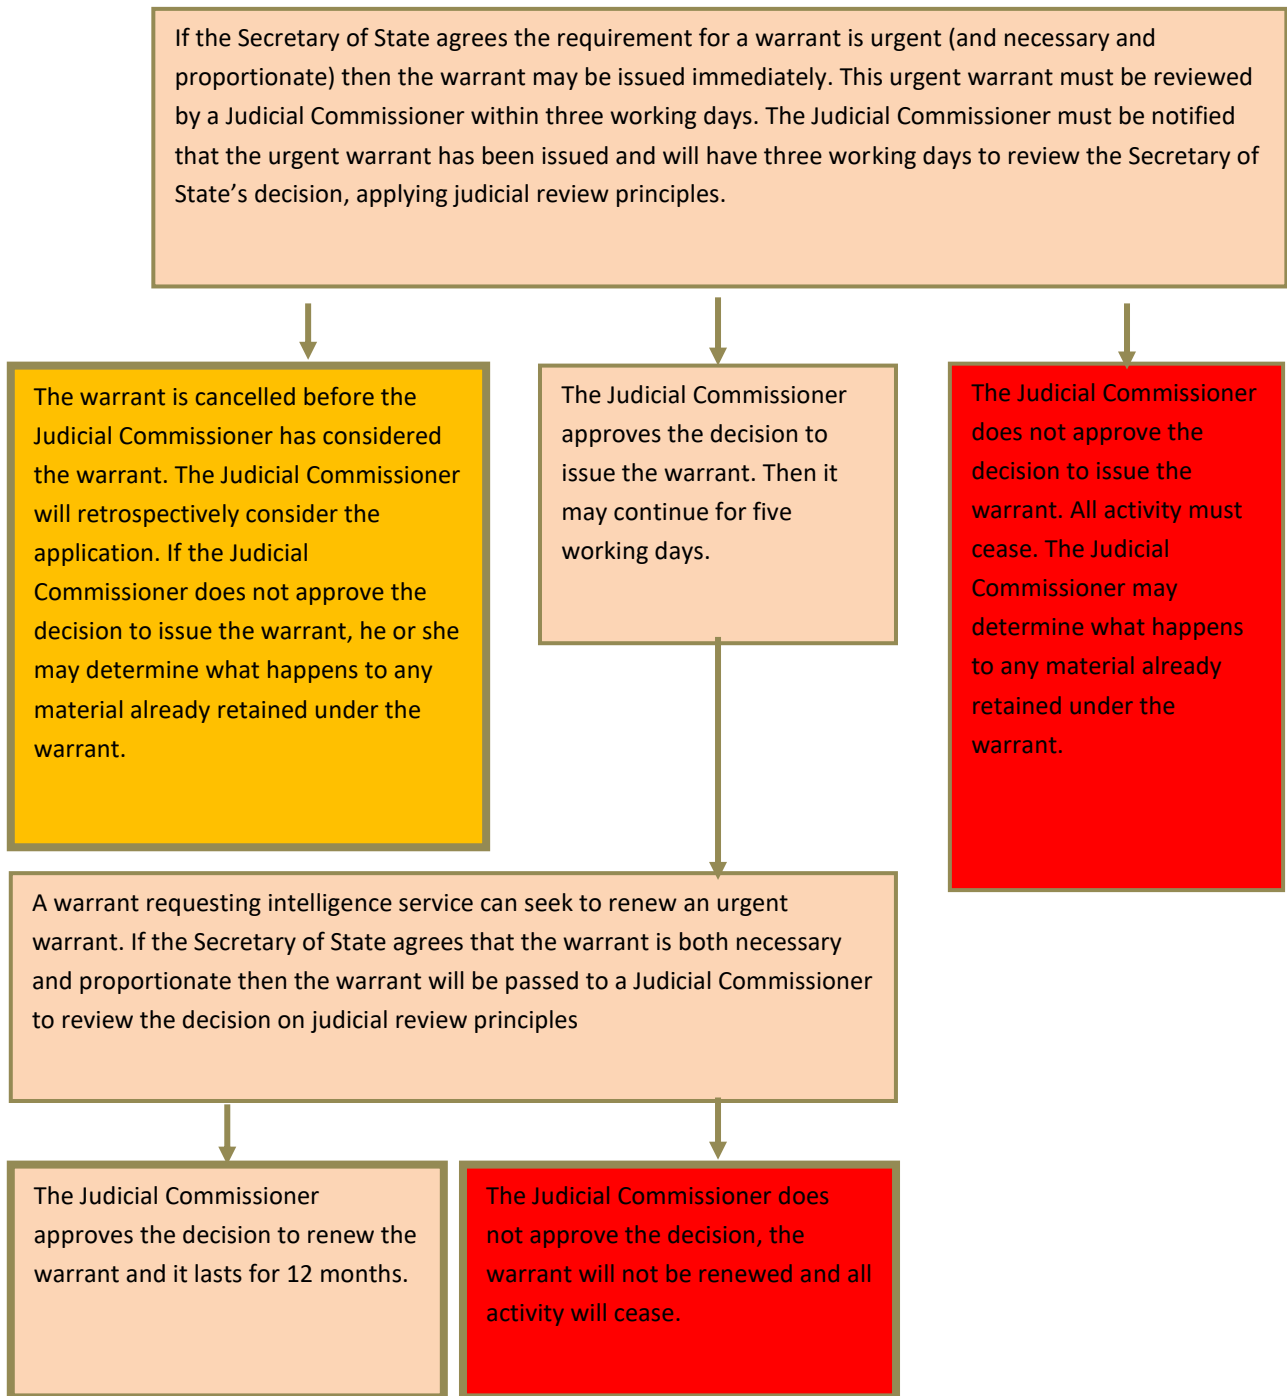 If the Secretary of State agrees the requirement for a warrant is urgent (and necessary and
proportionate) then the warrant may be issued immediately. This urgent warrant must be reviewed
by a Judicial Commissioner within three working days. The Judicial Commissioner must be notified
that the urgent warrant has been issued and will have three working days to review the Secretary of
State’s decision, applying judicial review principles.
The warrant is cancelled before the
Judicial Commissioner has considered
the warrant. The Judicial Commissioner
will retrospectively consider the
application. If the Judicial
Commissioner does not approve the
decision to issue the warrant, he or she
may determine what happens to any
material already retained under the
warrant.
The Judicial Commissioner
approves the decision to
issue the warrant. Then it
may continue for five
working days.
The Judicial Commissioner
does not approve the
decision to issue the
warrant. All activity must
cease. The Judicial
Commissioner may
determine what happens
to any material already
retained under the
warrant.
A warrant requesting intelligence service can seek to renew an urgent
warrant. If the Secretary of State agrees that the warrant is both necessary
and proportionate then the warrant will be passed to a Judicial Commissioner
to review the decision on judicial review principles
The Judicial Commissioner
approves the decision to renew the
warrant and it lasts for 12 months.
The Judicial Commissioner does
not approve the decision, the
warrant will not be renewed and all
activity will cease.